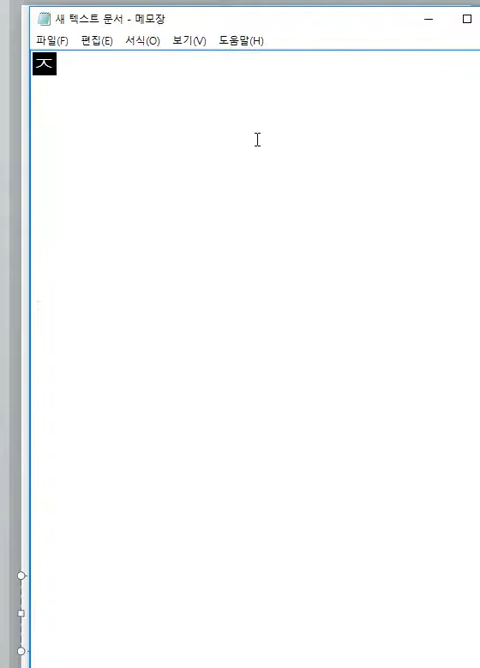 새 텍스트 문서 - 메모장
파일(F) 편집(E) 서식(O) 보기(V) 도움말(H)
ㅈ